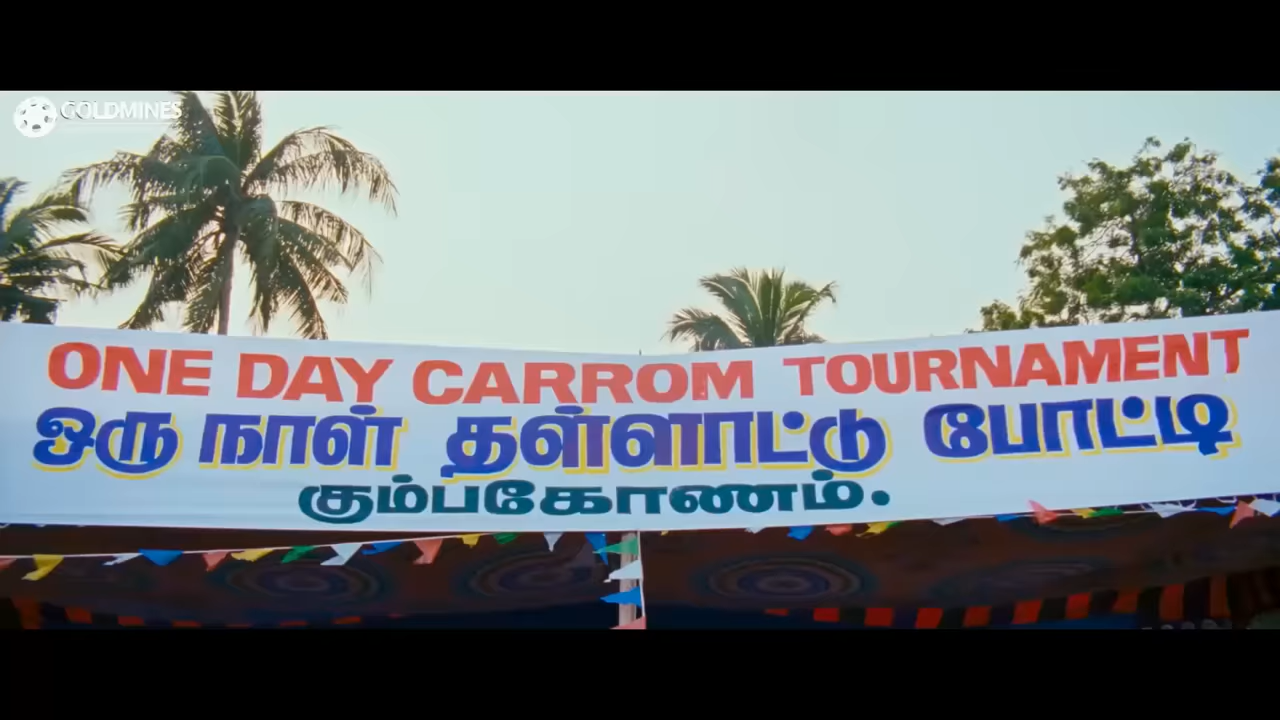 GOLDMINES
ONE DAY CARROM TOURNAMENT
ஒரு நாள் தள்ளாட்டு போட்டி
கும்பகோணம்.